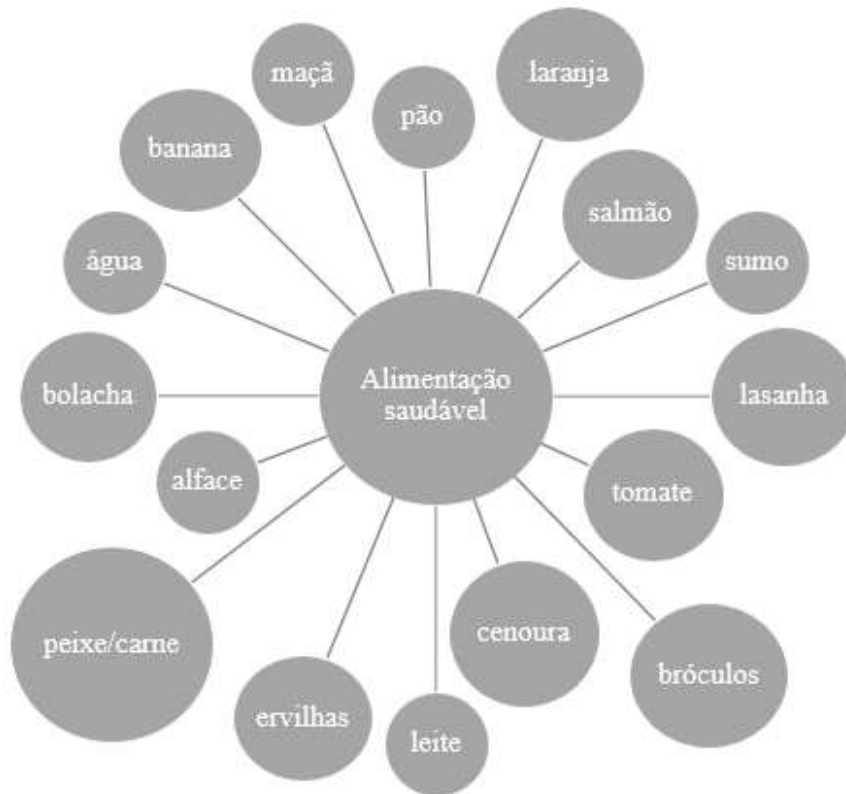 maçã
laranja
pão
banana
salmão
água
sumo
Alimentação
saudável
bolacha
lasanha
alface
tomate
peixe/carne
cenoura
bróculos
ervilhas
leite